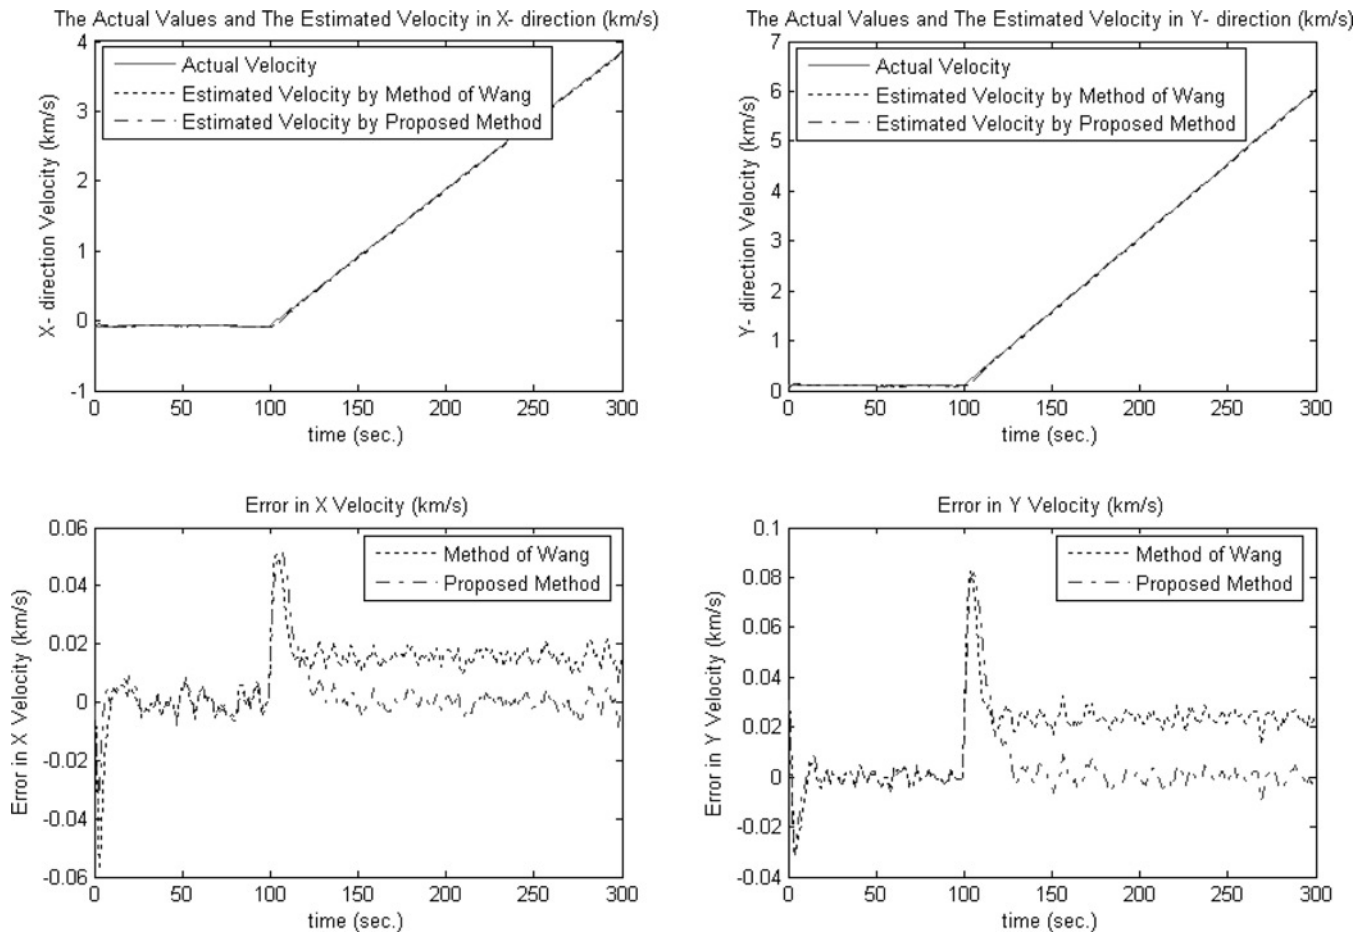 The Actual Values and The Estimated Velocity in X- direction (km/s)
4
3
2
1
0
-1
X- direction Velocity (km/s)
Actual Velocity
Estimated Velocity by Method of Wang
Estimated Velocity by Proposed Method
0 50 100 150 200 250 300
time (sec.)
The Actual Values and The Estimated Velocity in Y- direction (km/s)
7
6
5
4
3
2
1
0
Y- direction Velocity (km/s)
Actual Velocity
Estimated Velocity by Method of Wang
Estimated Velocity by Proposed Method
0 50 100 150 200 250 300
time (sec.)
Error in X Velocity (km/s)
0.06
0.04
0.02
0
-0.02
-0.04
-0.06
Error in X Velocity (km/s)
Method of Wang
Proposed Method
0 50 100 150 200 250 300
time (sec.)
Error in Y Velocity (km/s)
0.1
0.08
0.06
0.04
0.02
0
-0.02
-0.04
Error in Y Velocity (km/s)
Method of Wang
Proposed Method
0 50 100 150 200 250 300
time (sec.)